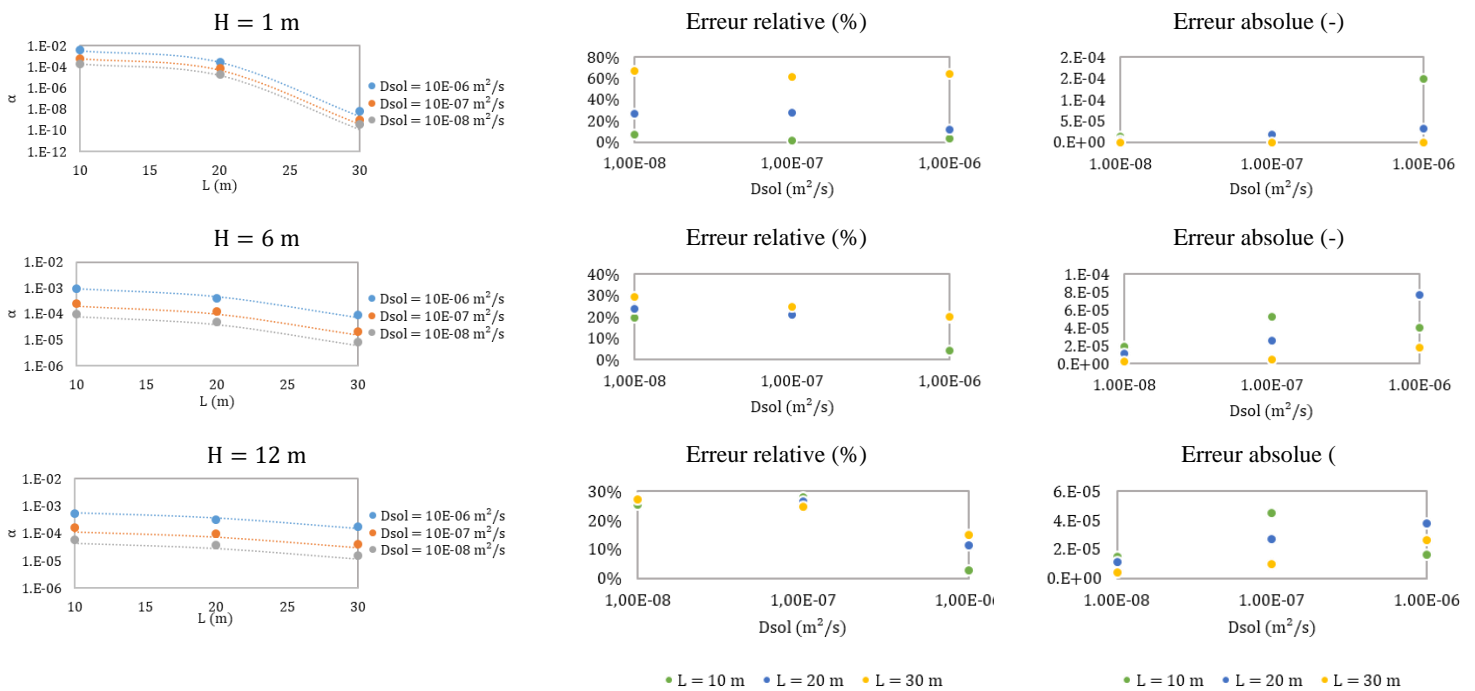 H = 1 m
1.E-02
1.E-04
1.E-06
1.E-08
1.E-10
1.E-12
α
10 15 20 25 30
L (m)
Dsol = 10E-06 m²/s
Dsol = 10E-07 m²/s
Dsol = 10E-08 m²/s
Erreur relative (%)
80%
60%
40%
20%
0%
1,00E-08 1,00E-07 1,00E-06
Dsol (m²/s)
Erreur absolue (-)
2.E-04
2.E-04
1.E-04
5.E-05
0.E+00
1.00E-08 1.00E-07 1.00E-06
Dsol (m²/s)
H = 6 m
1.E-02
1.E-03
1.E-04
1.E-05
1.E-06
α
10 15 20 25 30
L (m)
Dsol = 10E-06 m²/s
Dsol = 10E-07 m²/s
Dsol = 10E-08 m²/s
Erreur relative (%)
40%
30%
20%
10%
0%
1,00E-08 1,00E-07 1,00E-06
Dsol (m²/s)
Erreur absolue (-)
1.E-04
8.E-05
6.E-05
4.E-05
2.E-05
0.E+00
1.00E-08 1.00E-07 1.00E-06
Dsol (m²/s)
H = 12 m
1.E-02
1.E-03
1.E-04
1.E-05
1.E-06
α
10 15 20 25 30
L (m)
Dsol = 10E-06 m²/s
Dsol = 10E-07 m²/s
Dsol = 10E-08 m²/s
Erreur relative (%)
30%
20%
10%
0%
1,00E-08 1,00E-07 1,00E-0
Dsol (m²/s)
Erreur absolue (
6.E-05
4.E-05
2.E-05
0.E+00
1.00E-08 1.00E-07 1.00E-06
Dsol (m²/s)
L = 10 m L = 20 m L = 30 m
L = 10 m L = 20 m L = 30 m